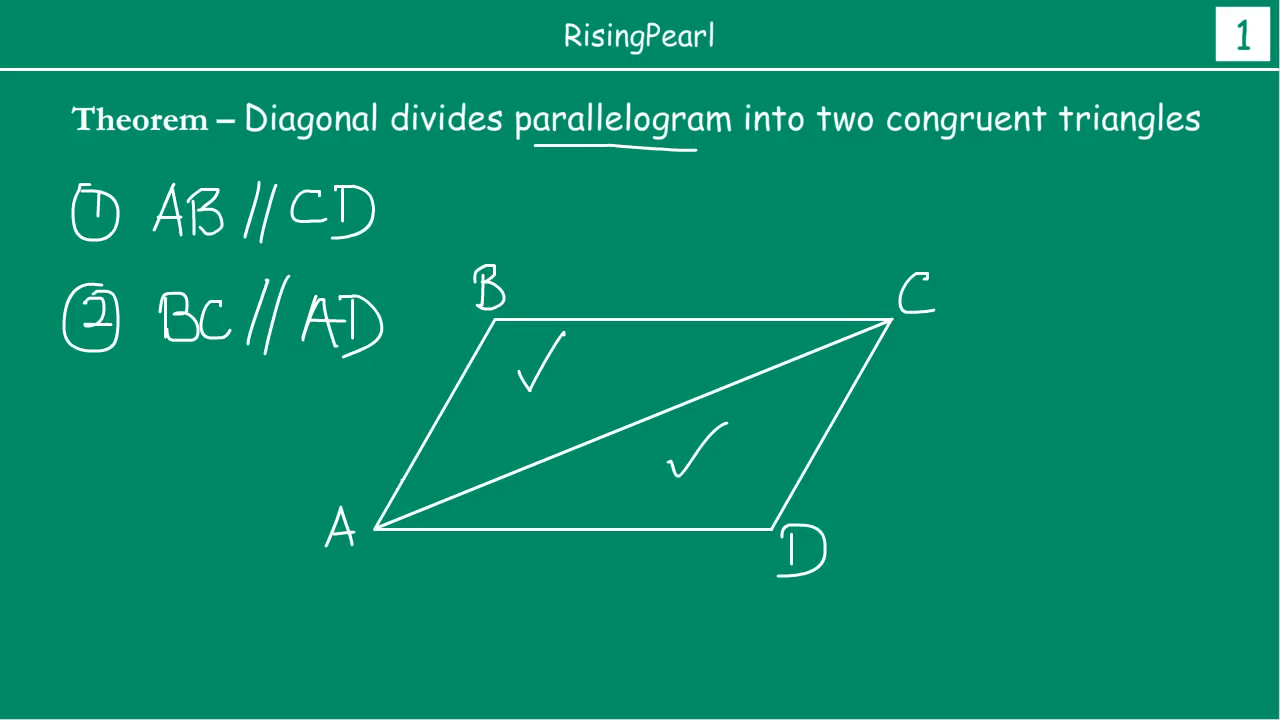 RisingPearl
1
Theorem – Diagonal divides parallelogram into two congruent triangles
① AB // CD
② BC // AD
B
C
A
D